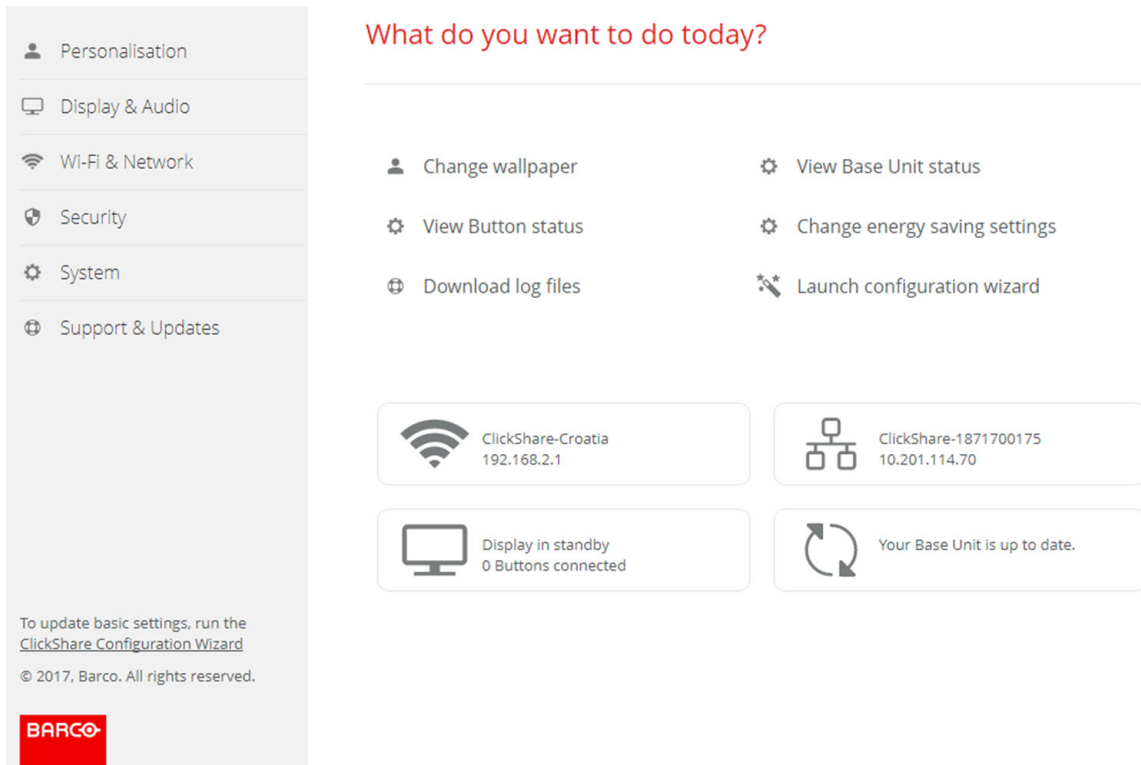 Personalisation
Display & Audio
Wi-Fi & Network
Security
System
Support & Updates
To update basic settings, run the
ClickShare Configuration Wizard
© 2017, Barco. All rights reserved.
BARCO
What do you want to do today?
Change wallpaper
View Base Unit status
View Button status
Change energy saving settings
Download log files
Launch configuration wizard
ClickShare-Croatia
192.168.2.1
ClickShare-1871700175
10.201.114.70
Display in standby
0 Buttons connected
Your Base Unit is up to date.